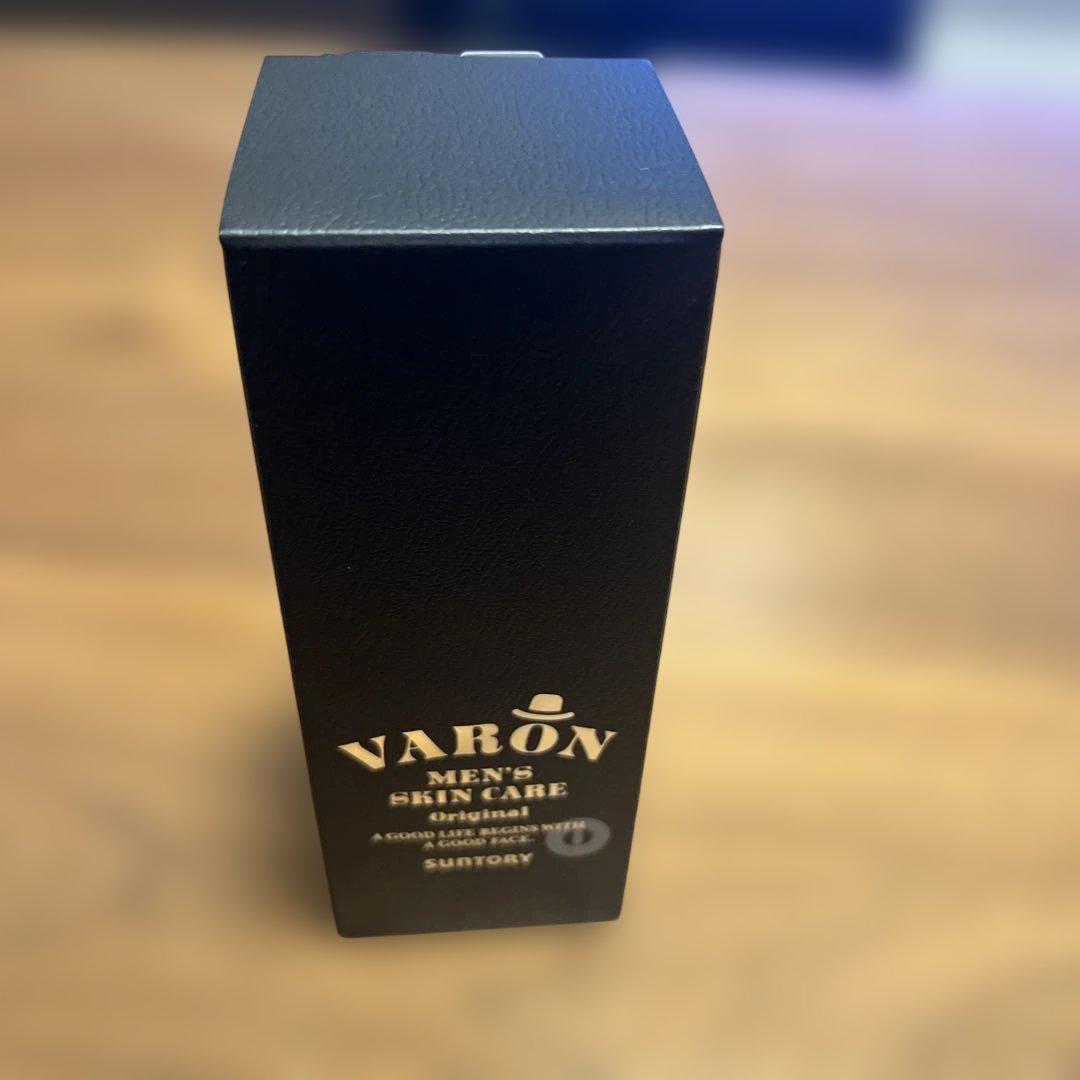 VARON
MEN'S
SKIN CARE
Original
A GOOD LIFE BEGINS WITH
A GOOD FACE.
SUNTORY